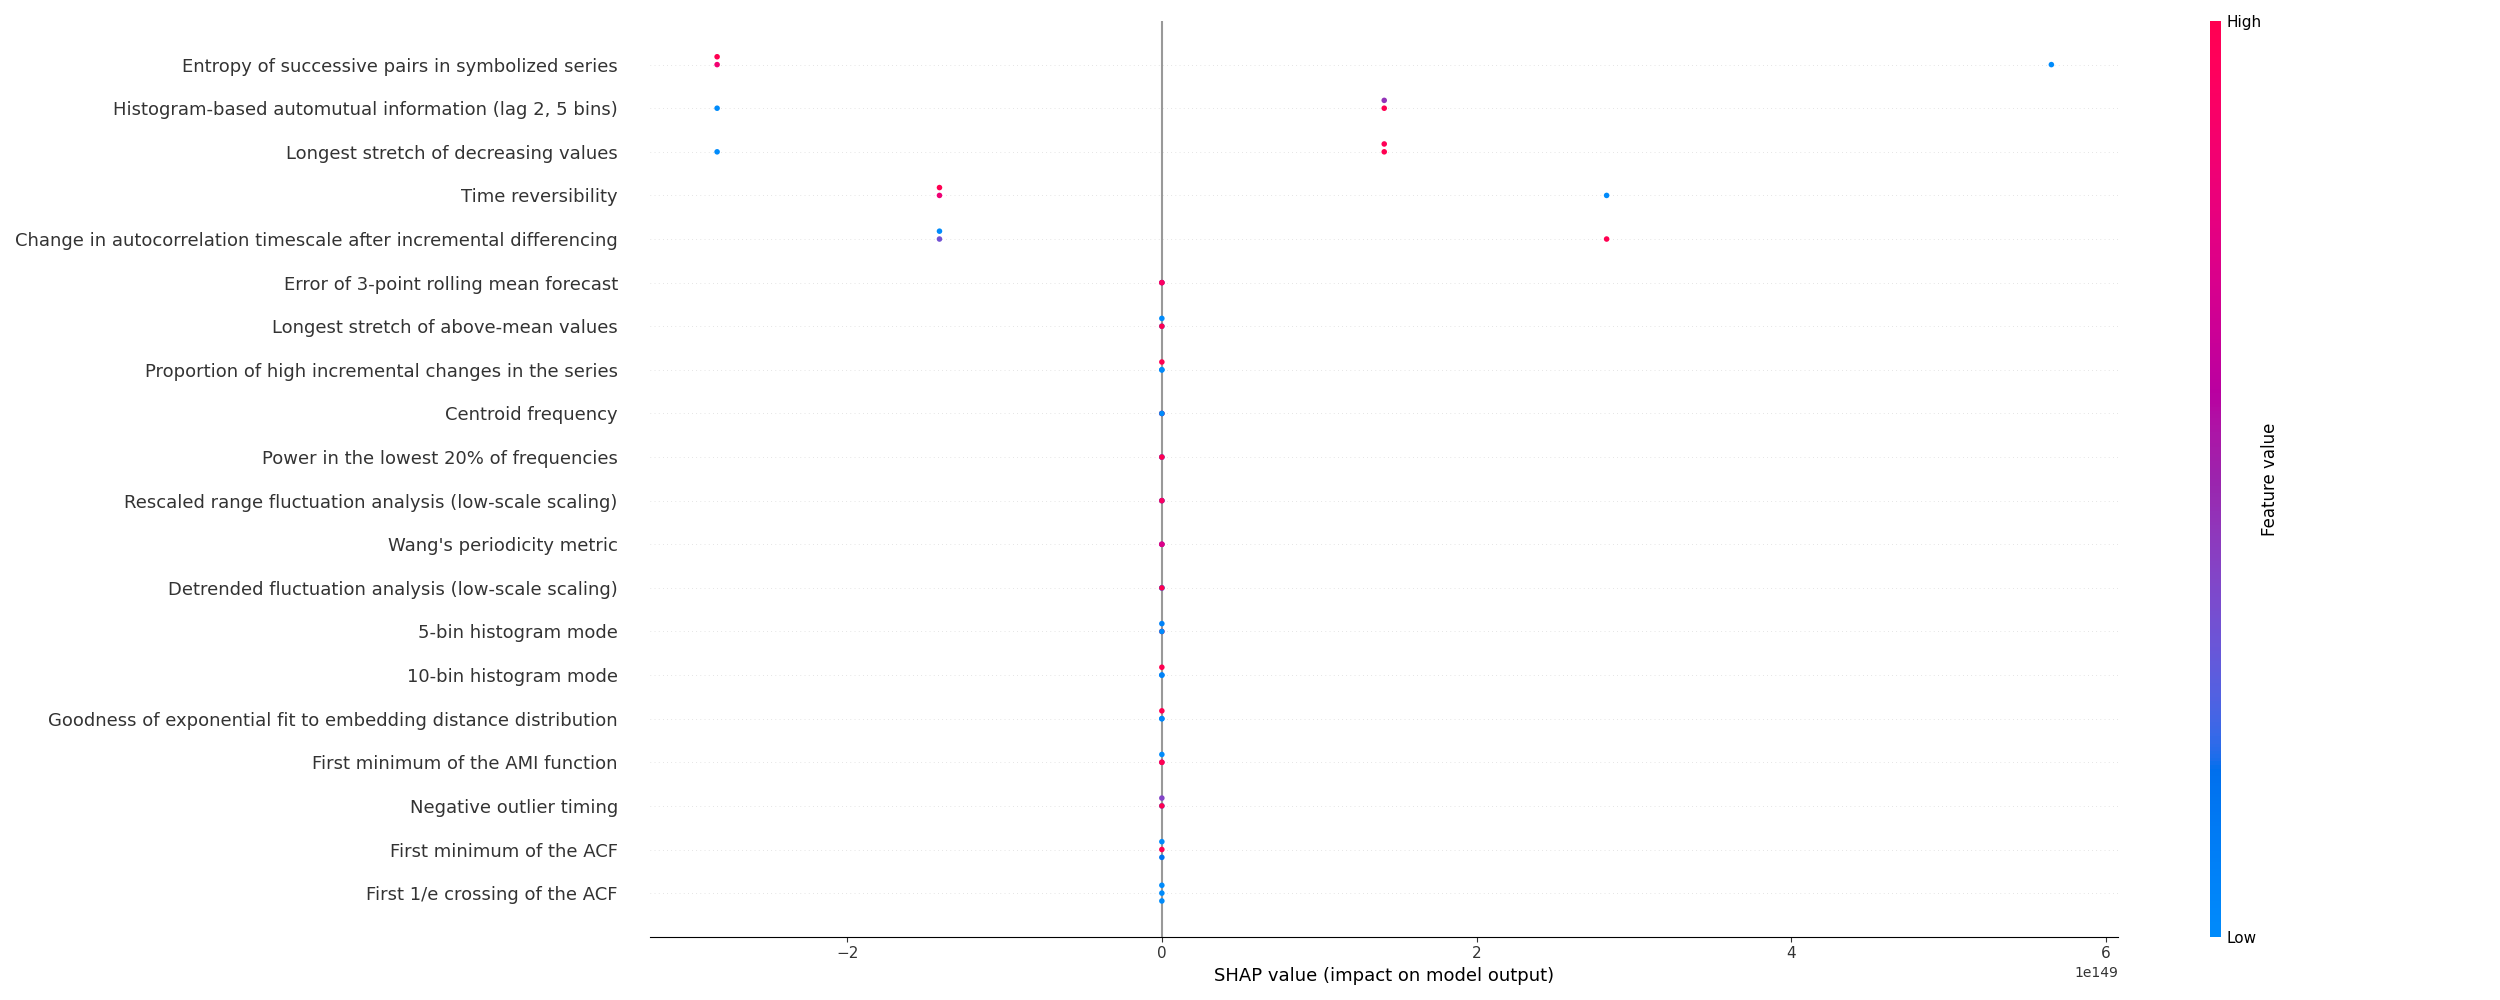 High
Entropy of successive pairs in symbolized series
Histogram-based automutual information (lag 2, 5 bins)
Longest stretch of decreasing values
Time reversibility
Change in autocorrelation timescale after incremental differencing
Error of 3-point rolling mean forecast
Longest stretch of above-mean values
Proportion of high incremental changes in the series
Centroid frequency
Power in the lowest 20% of frequencies
Rescaled range fluctuation analysis (low-scale scaling)
Wang's periodicity metric
Detrended fluctuation analysis (low-scale scaling)
5-bin histogram mode
10-bin histogram mode
Goodness of exponential fit to embedding distance distribution
First minimum of the AMI function
Negative outlier timing
First minimum of the ACF
First 1/e crossing of the ACF
Feature value
Low
−2 0 2 4 6
1e149
SHAP value (impact on model output)